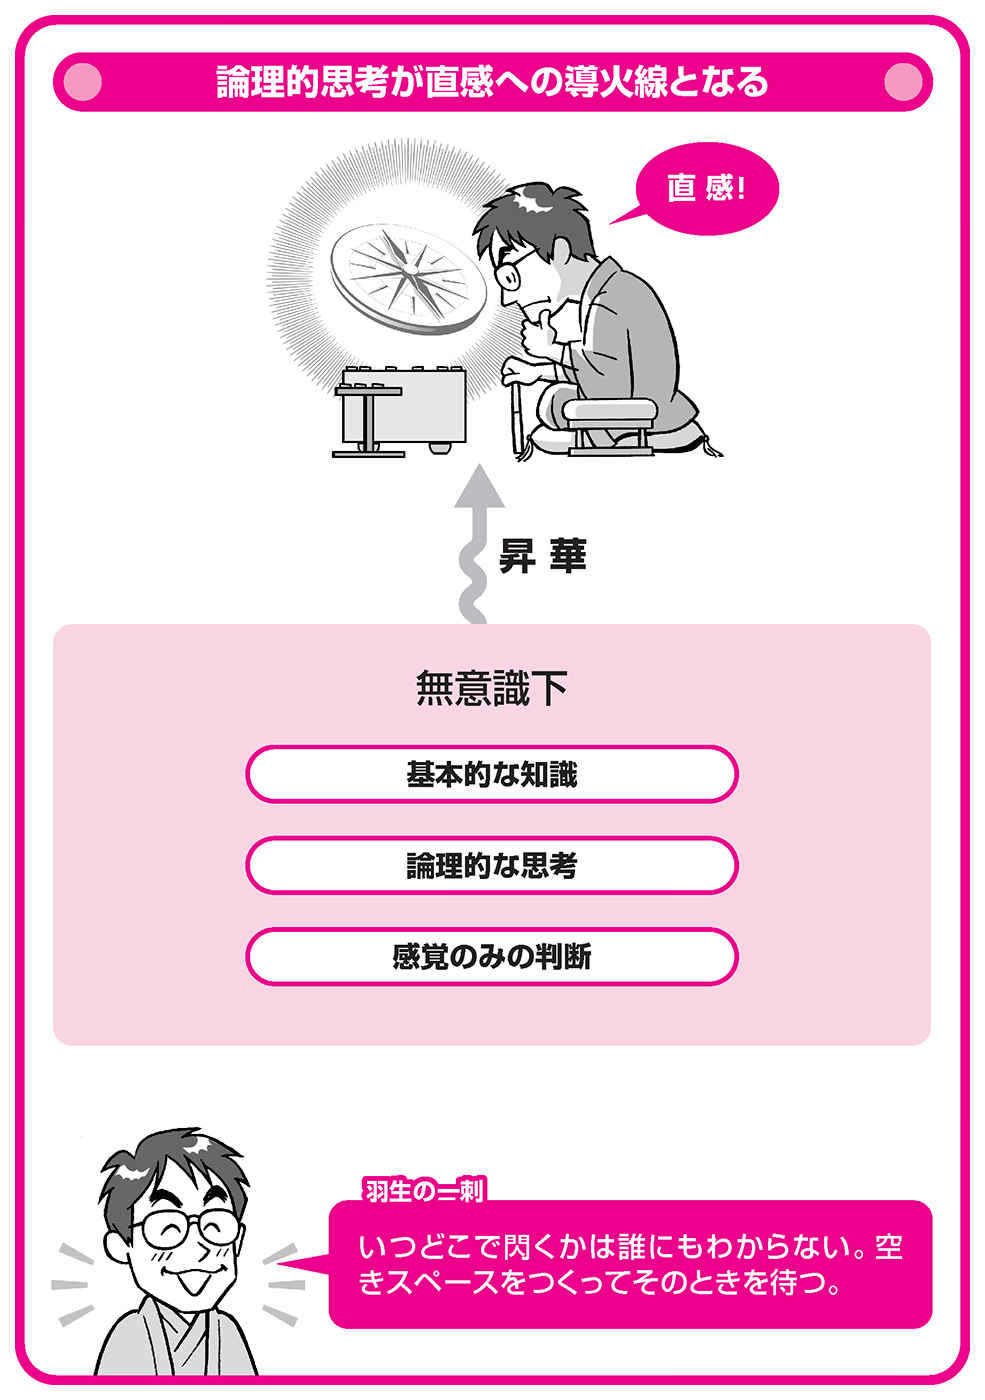 論理的思考が直感への導火線となる
直感!
昇華
無意識下
基本的な知識
論理的な思考
感覚のみの判断
羽生の一刺
いつどこで閃くかは誰にもわからない。空
きスペースをつくってそのときを待つ。